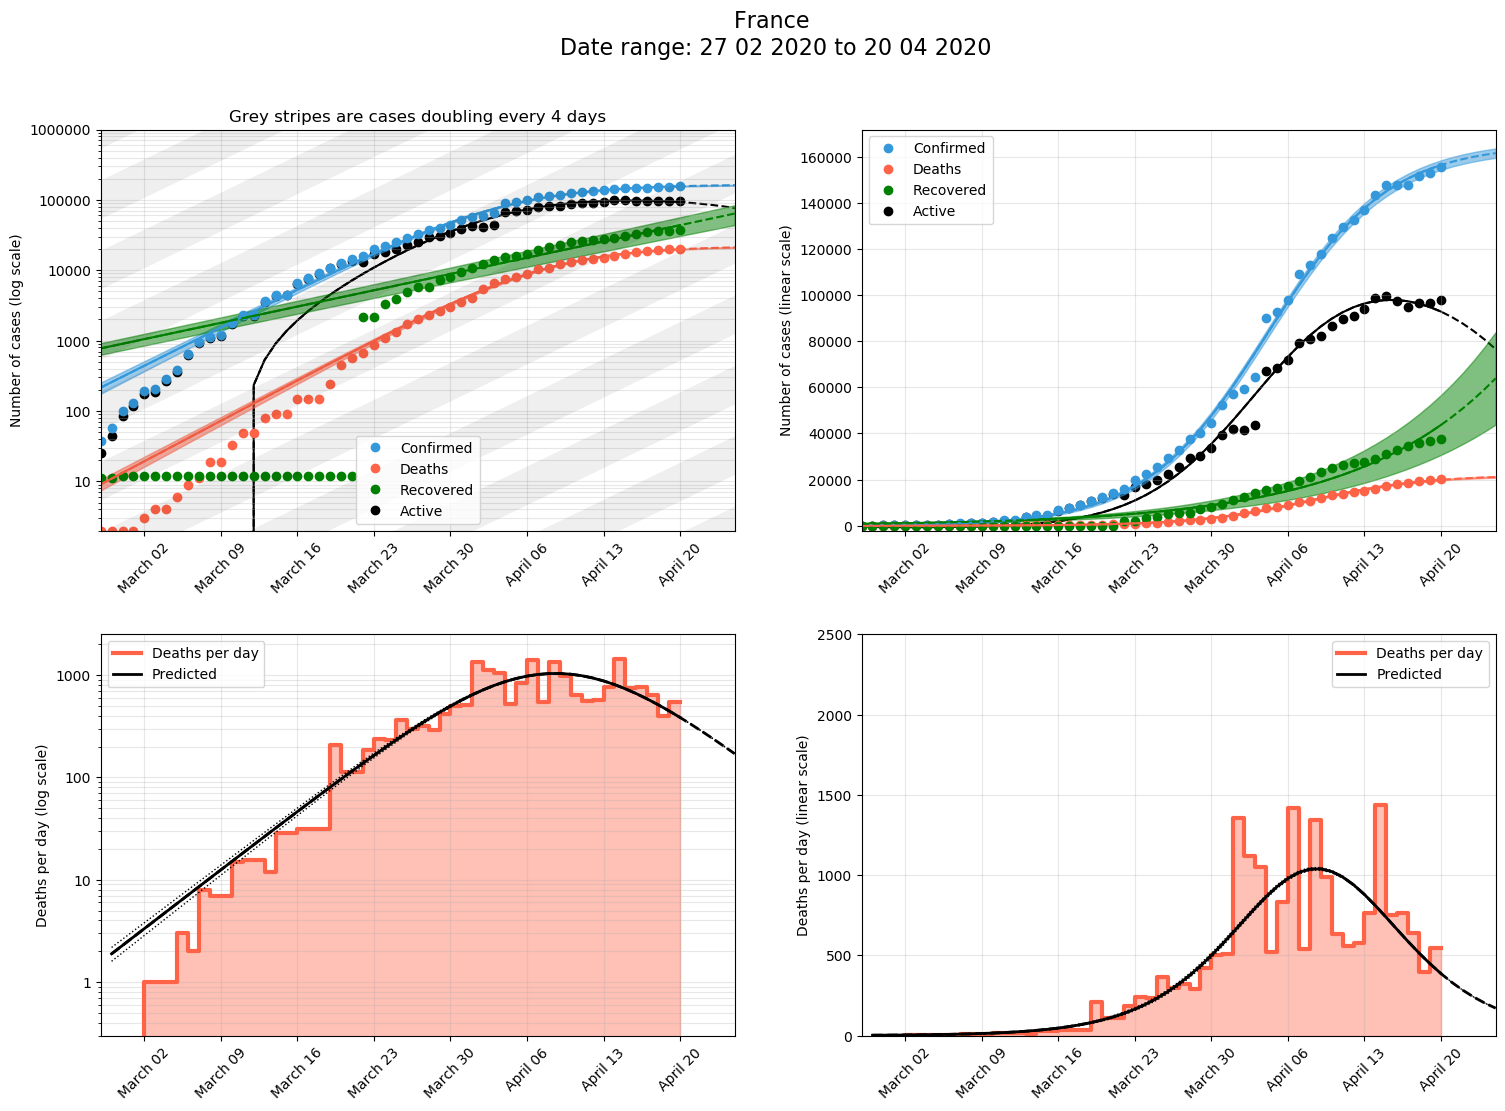 France
Date range: 27 02 2020 to 20 04 2020
Grey stripes are cases doubling every 4 days
Number of cases (log scale)
1000000
100000
10000
1000
100
10
Confirmed
Deaths
Recovered
Active
March 02
March 09
March 16
March 23
March 30
April 06
April 13
April 20
Number of cases (linear scale)
160000
140000
120000
100000
80000
60000
40000
20000
0
Confirmed
Deaths
Recovered
Active
March 02
March 09
March 16
March 23
March 30
April 06
April 13
April 20
Deaths per day (log scale)
1000
100
10
1
Deaths per day
Predicted
March 02
March 09
March 16
March 23
March 30
April 06
April 13
April 20
Deaths per day (linear scale)
2500
2000
1500
1000
500
0
Deaths per day
Predicted
March 02
March 09
March 16
March 23
March 30
April 06
April 13
April 20